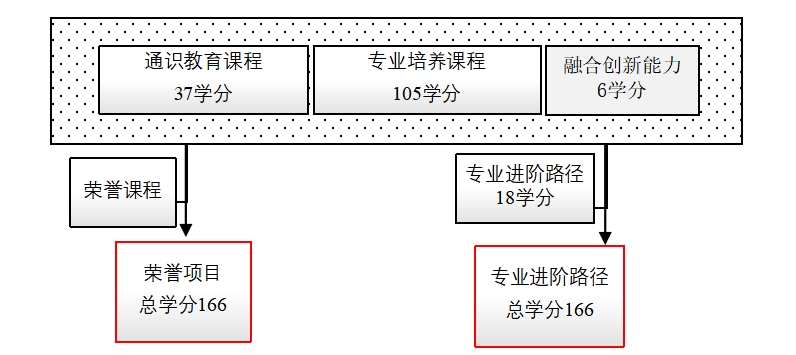 通识教育课程
37学分
专业培养课程
105学分
融合创新能力
6学分
荣誉课程
专业进阶路径
18学分
荣誉项目
总学分166
专业进阶路径
总学分166